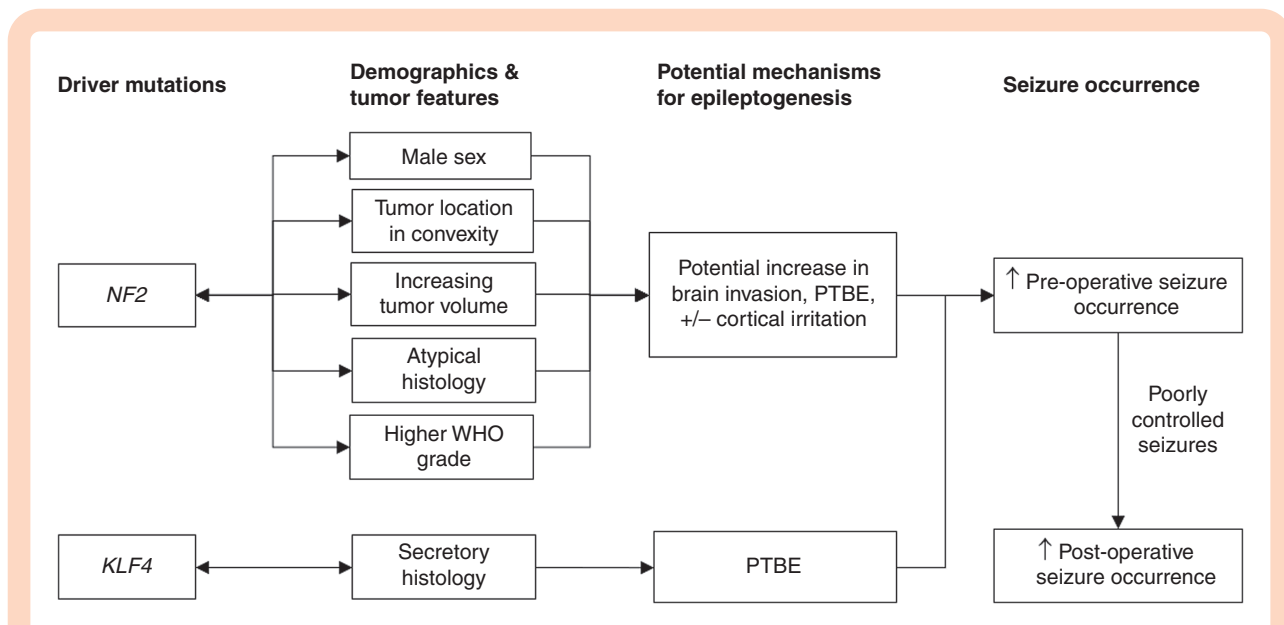 Driver mutations
Demographics &
tumor features
Potential mechanisms
for epileptogenesis
Seizure occurrence
Male sex
Tumor location
in convexity
NF2
Increasing
tumor volume
Potential increase in
brain invasion, PTBE,
+/– cortical irritation
↑ Pre-operative seizure
occurrence
Atypical
histology
Higher WHO
grade
Poorly
controlled
seizures
KLF4
Secretory
histology
PTBE
↑ Post-operative
seizure occurrence